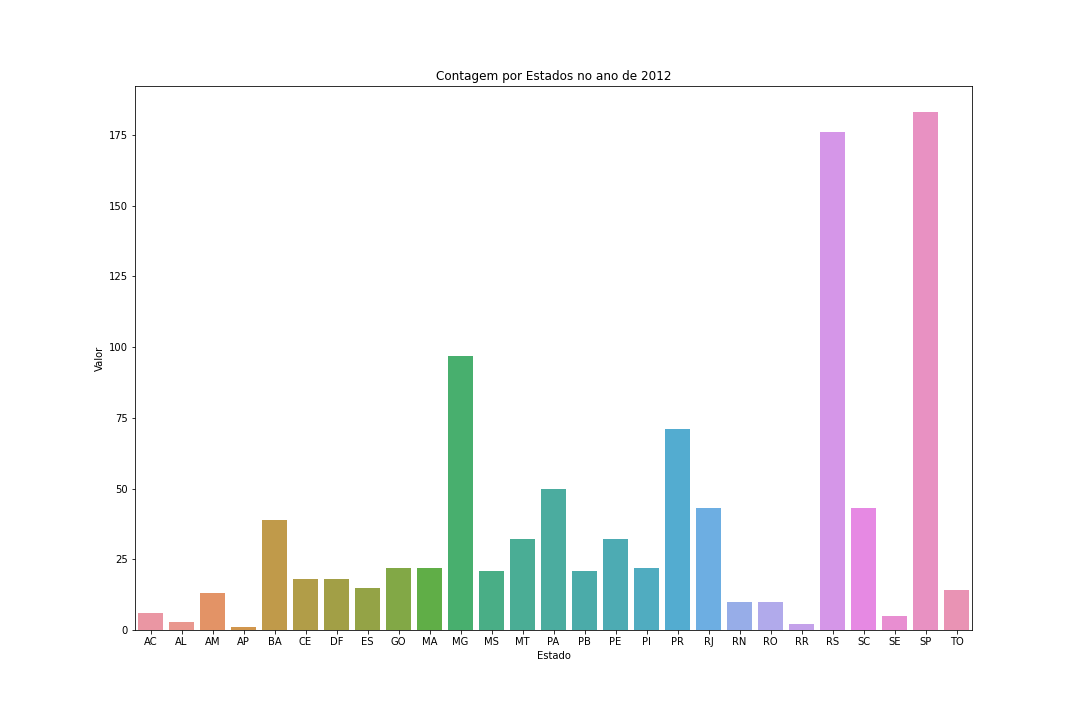 Contagem por Estados no ano de 2012
175
150
125
100
75
50
25
0
Valor
AC AL AM AP BA CE DF ES GO MA MG MS MT PA PB PE PI PR RJ RN RO RR RS SC SE SP TO
Estado